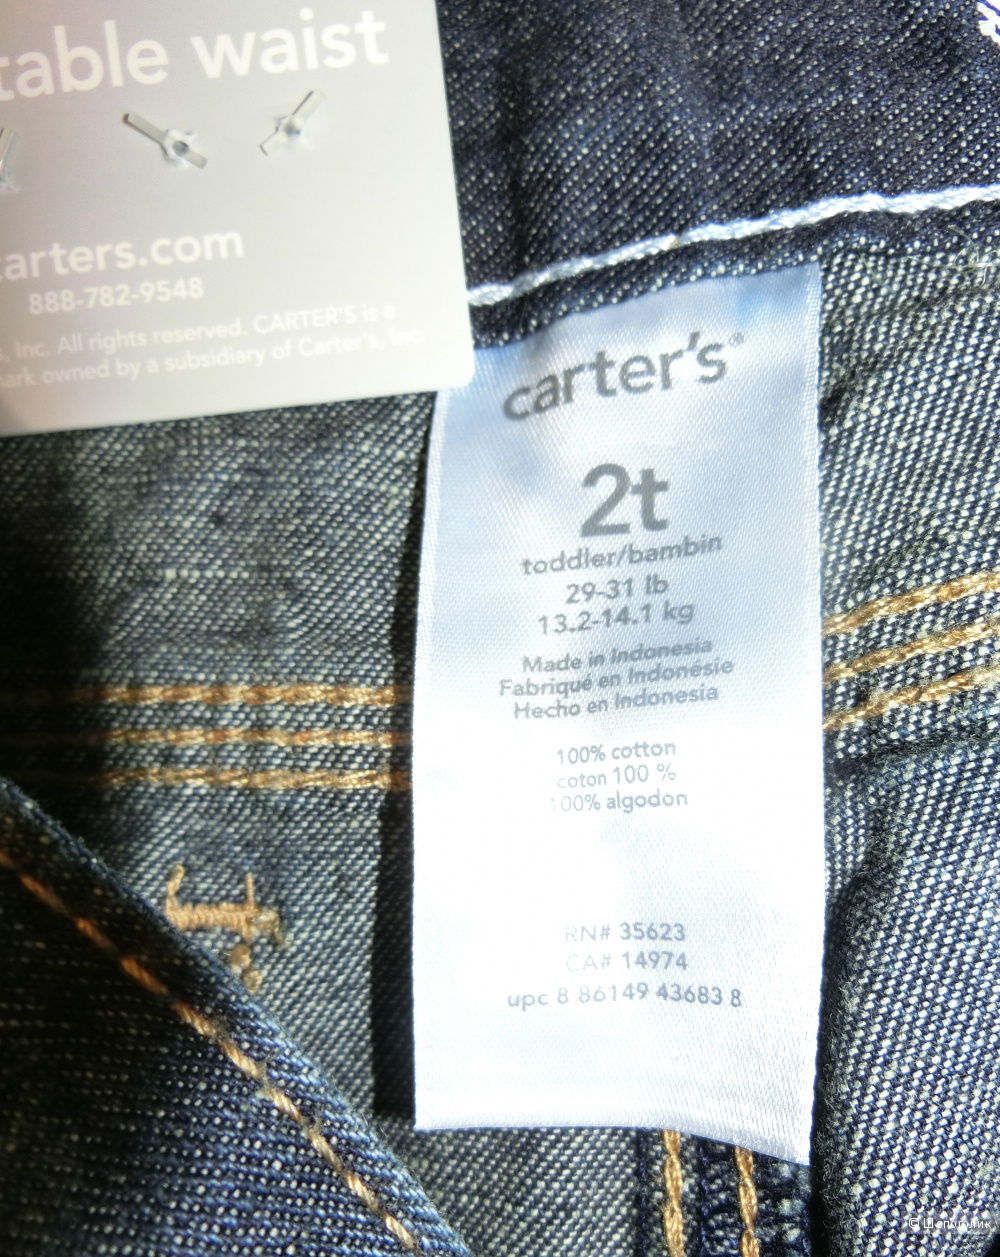 table waist
carters.com
888-782-9548
, Inc. All rights reserved. CARTER'S is a
mark owned by a subsidiary of Carter's, Inc.
carter's®
2t
toddler/bambin
29-31 lb
13.2-14.1 kg
Made in Indonesia
Fabriqué en Indonésie
Hecho en Indonesia
100% cotton
coton 100 %
100% algodon
RN# 35623
CA# 14974
upc 8 86149 43683 8
© Шопоголик